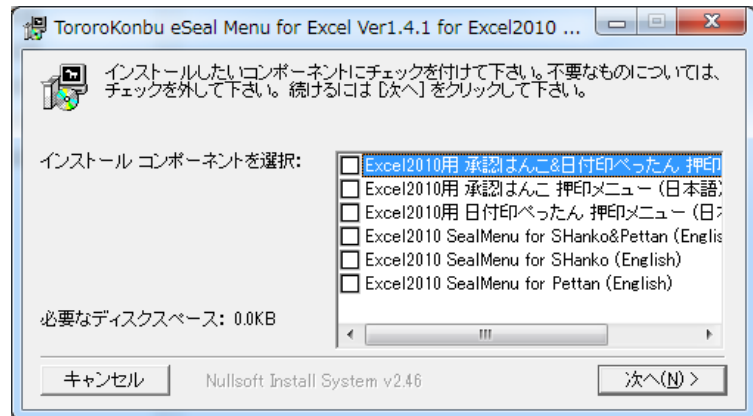 TororoKonbu eSeal Menu for Excel Ver1.4.1 for Excel2010 ...
インストールしたいコンポーネントにチェックを付けて下さい。不要なものについては、
チェックを外して下さい。続けるには [次へ] をクリックして下さい。
インストール コンポーネントを選択:
Excel2010用 承認はんこ&日付印ぺったん 押印
Excel2010用 承認はんこ 押印メニュー (日本語)
Excel2010用 日付印ぺったん 押印メニュー (日
Excel2010 SealMenu for SHanko&Pettan (Englis
Excel2010 SealMenu for SHanko (English)
Excel2010 SealMenu for Pettan (English)
必要なディスクスペース: 0.0KB
キャンセル
Nullsoft Install System v2.46
次へ(N) >